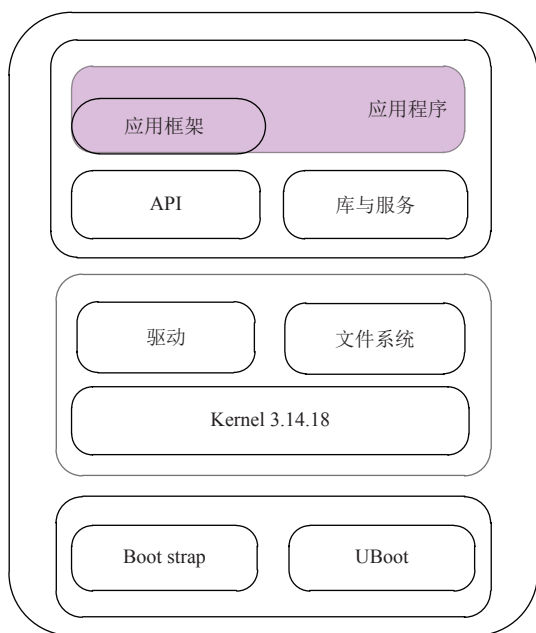 应用程序
应用框架
API
库与服务
驱动
文件系统
Kernel 3.14.18
Boot strap
UBoot